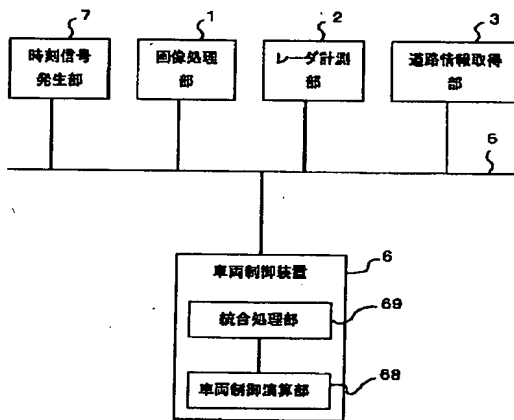 7
時刻信号
発生部
1
画像処理
部
2
レーダ計測
部
3
道路情報取得
部
5
車両制御装置
6
統合処理部
69
車両制御演算部
68